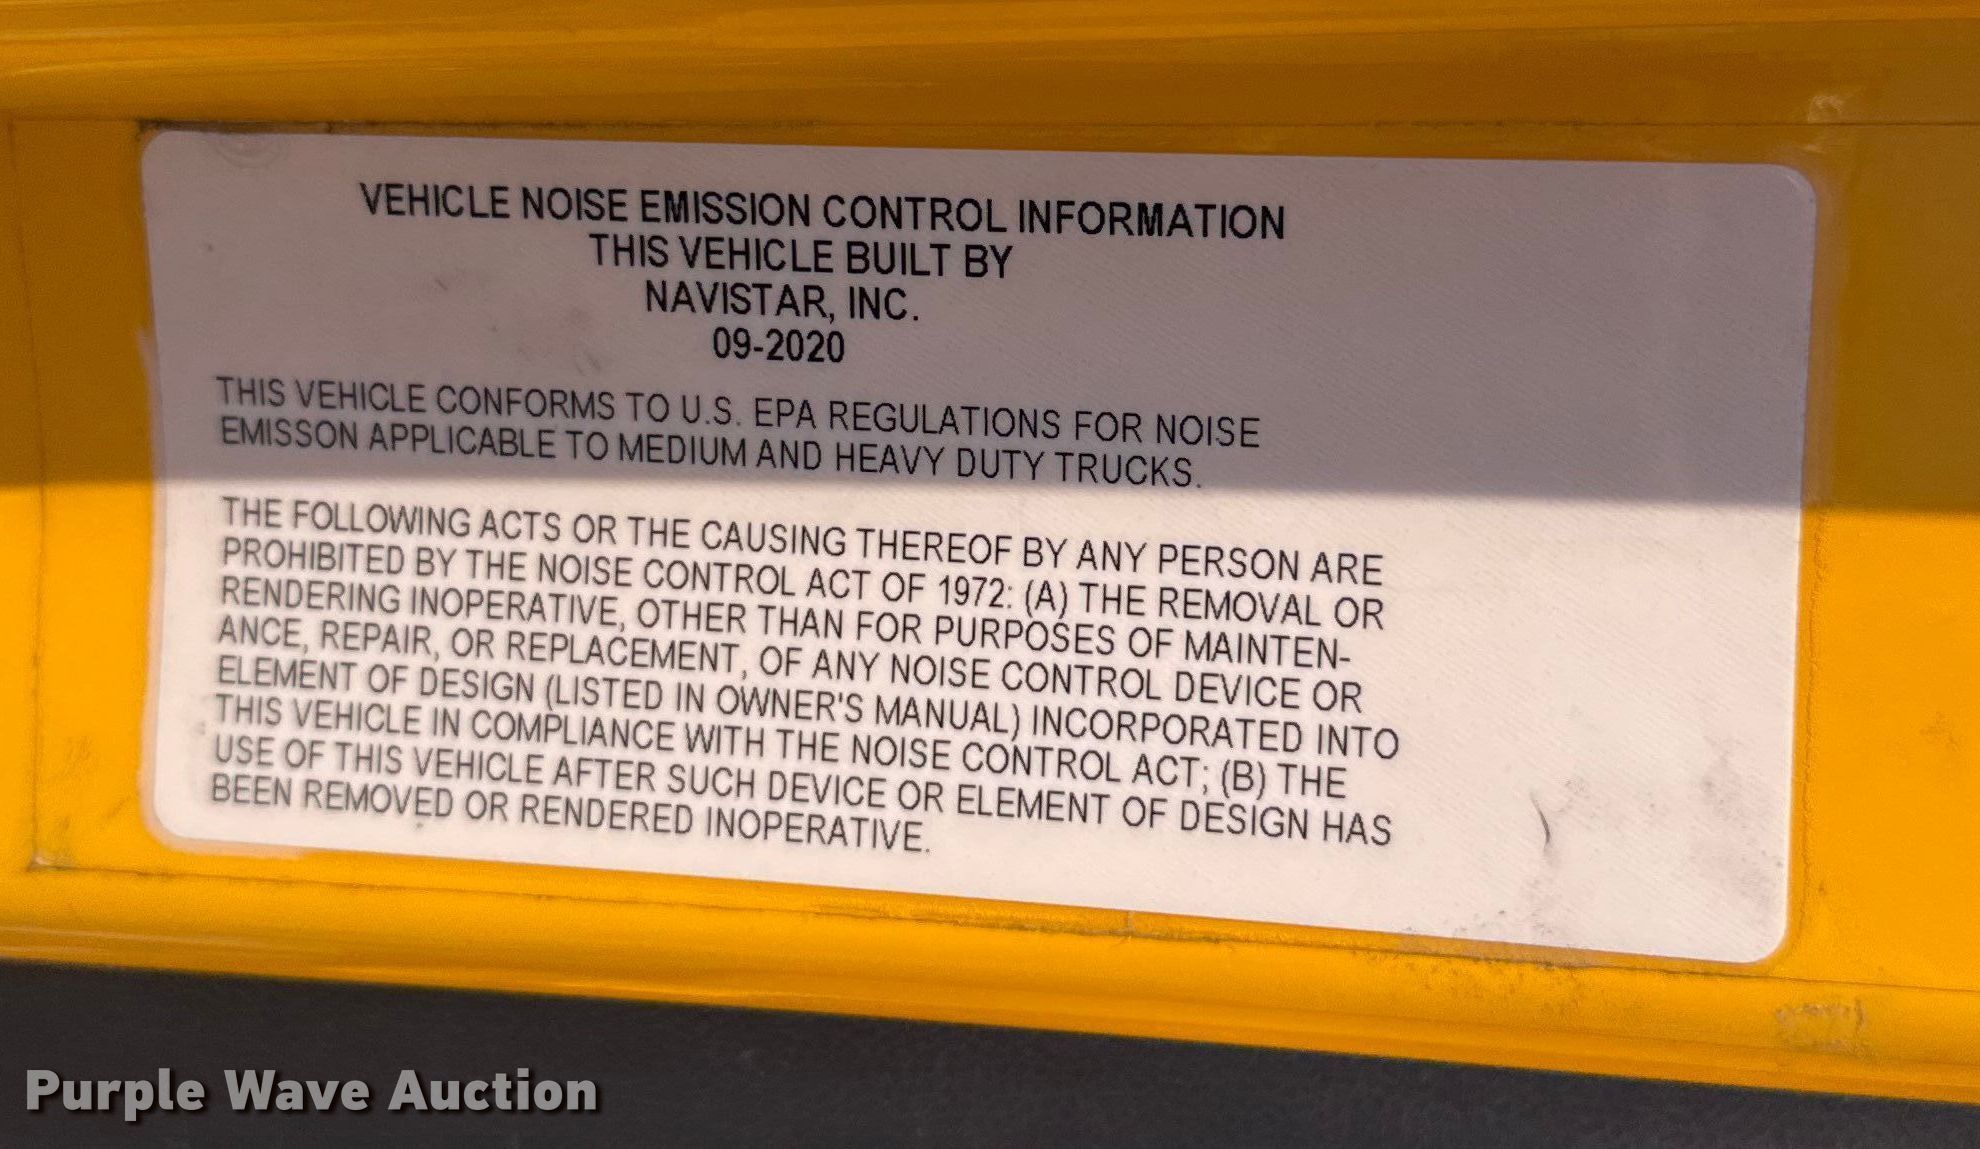 VEHICLE NOISE EMISSION CONTROL INFORMATION
THIS VEHICLE BUILT BY
NAVISTAR, INC.
09-2020
THIS VEHICLE CONFORMS TO U.S. EPA REGULATIONS FOR NOISE
EMISSON APPLICABLE TO MEDIUM AND HEAVY DUTY TRUCKS.
THE FOLLOWING ACTS OR THE CAUSING THEREOF BY ANY PERSON ARE
PROHIBITED BY THE NOISE CONTROL ACT OF 1972: (A) THE REMOVAL OR
RENDERING INOPERATIVE, OTHER THAN FOR PURPOSES OF MAINTEN-
ANCE, REPAIR, OR REPLACEMENT, OF ANY NOISE CONTROL DEVICE OR
ELEMENT OF DESIGN (LISTED IN OWNER'S MANUAL) INCORPORATED INTO
THIS VEHICLE IN COMPLIANCE WITH THE NOISE CONTROL ACT; (B) THE
USE OF THIS VEHICLE AFTER SUCH DEVICE OR ELEMENT OF DESIGN HAS
BEEN REMOVED OR RENDERED INOPERATIVE.
Purple Wave Auction